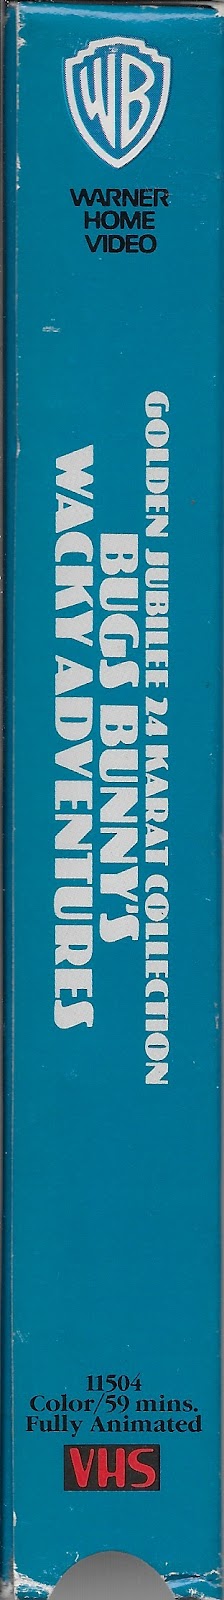 WB
WARNER
HOME
VIDEO
GOLDEN JUBILEE 24 KARAT COLLECTION
BUGS BUNNY'S
WACKY ADVENTURES
11504
Color/59 mins.
Fully Animated
VHS